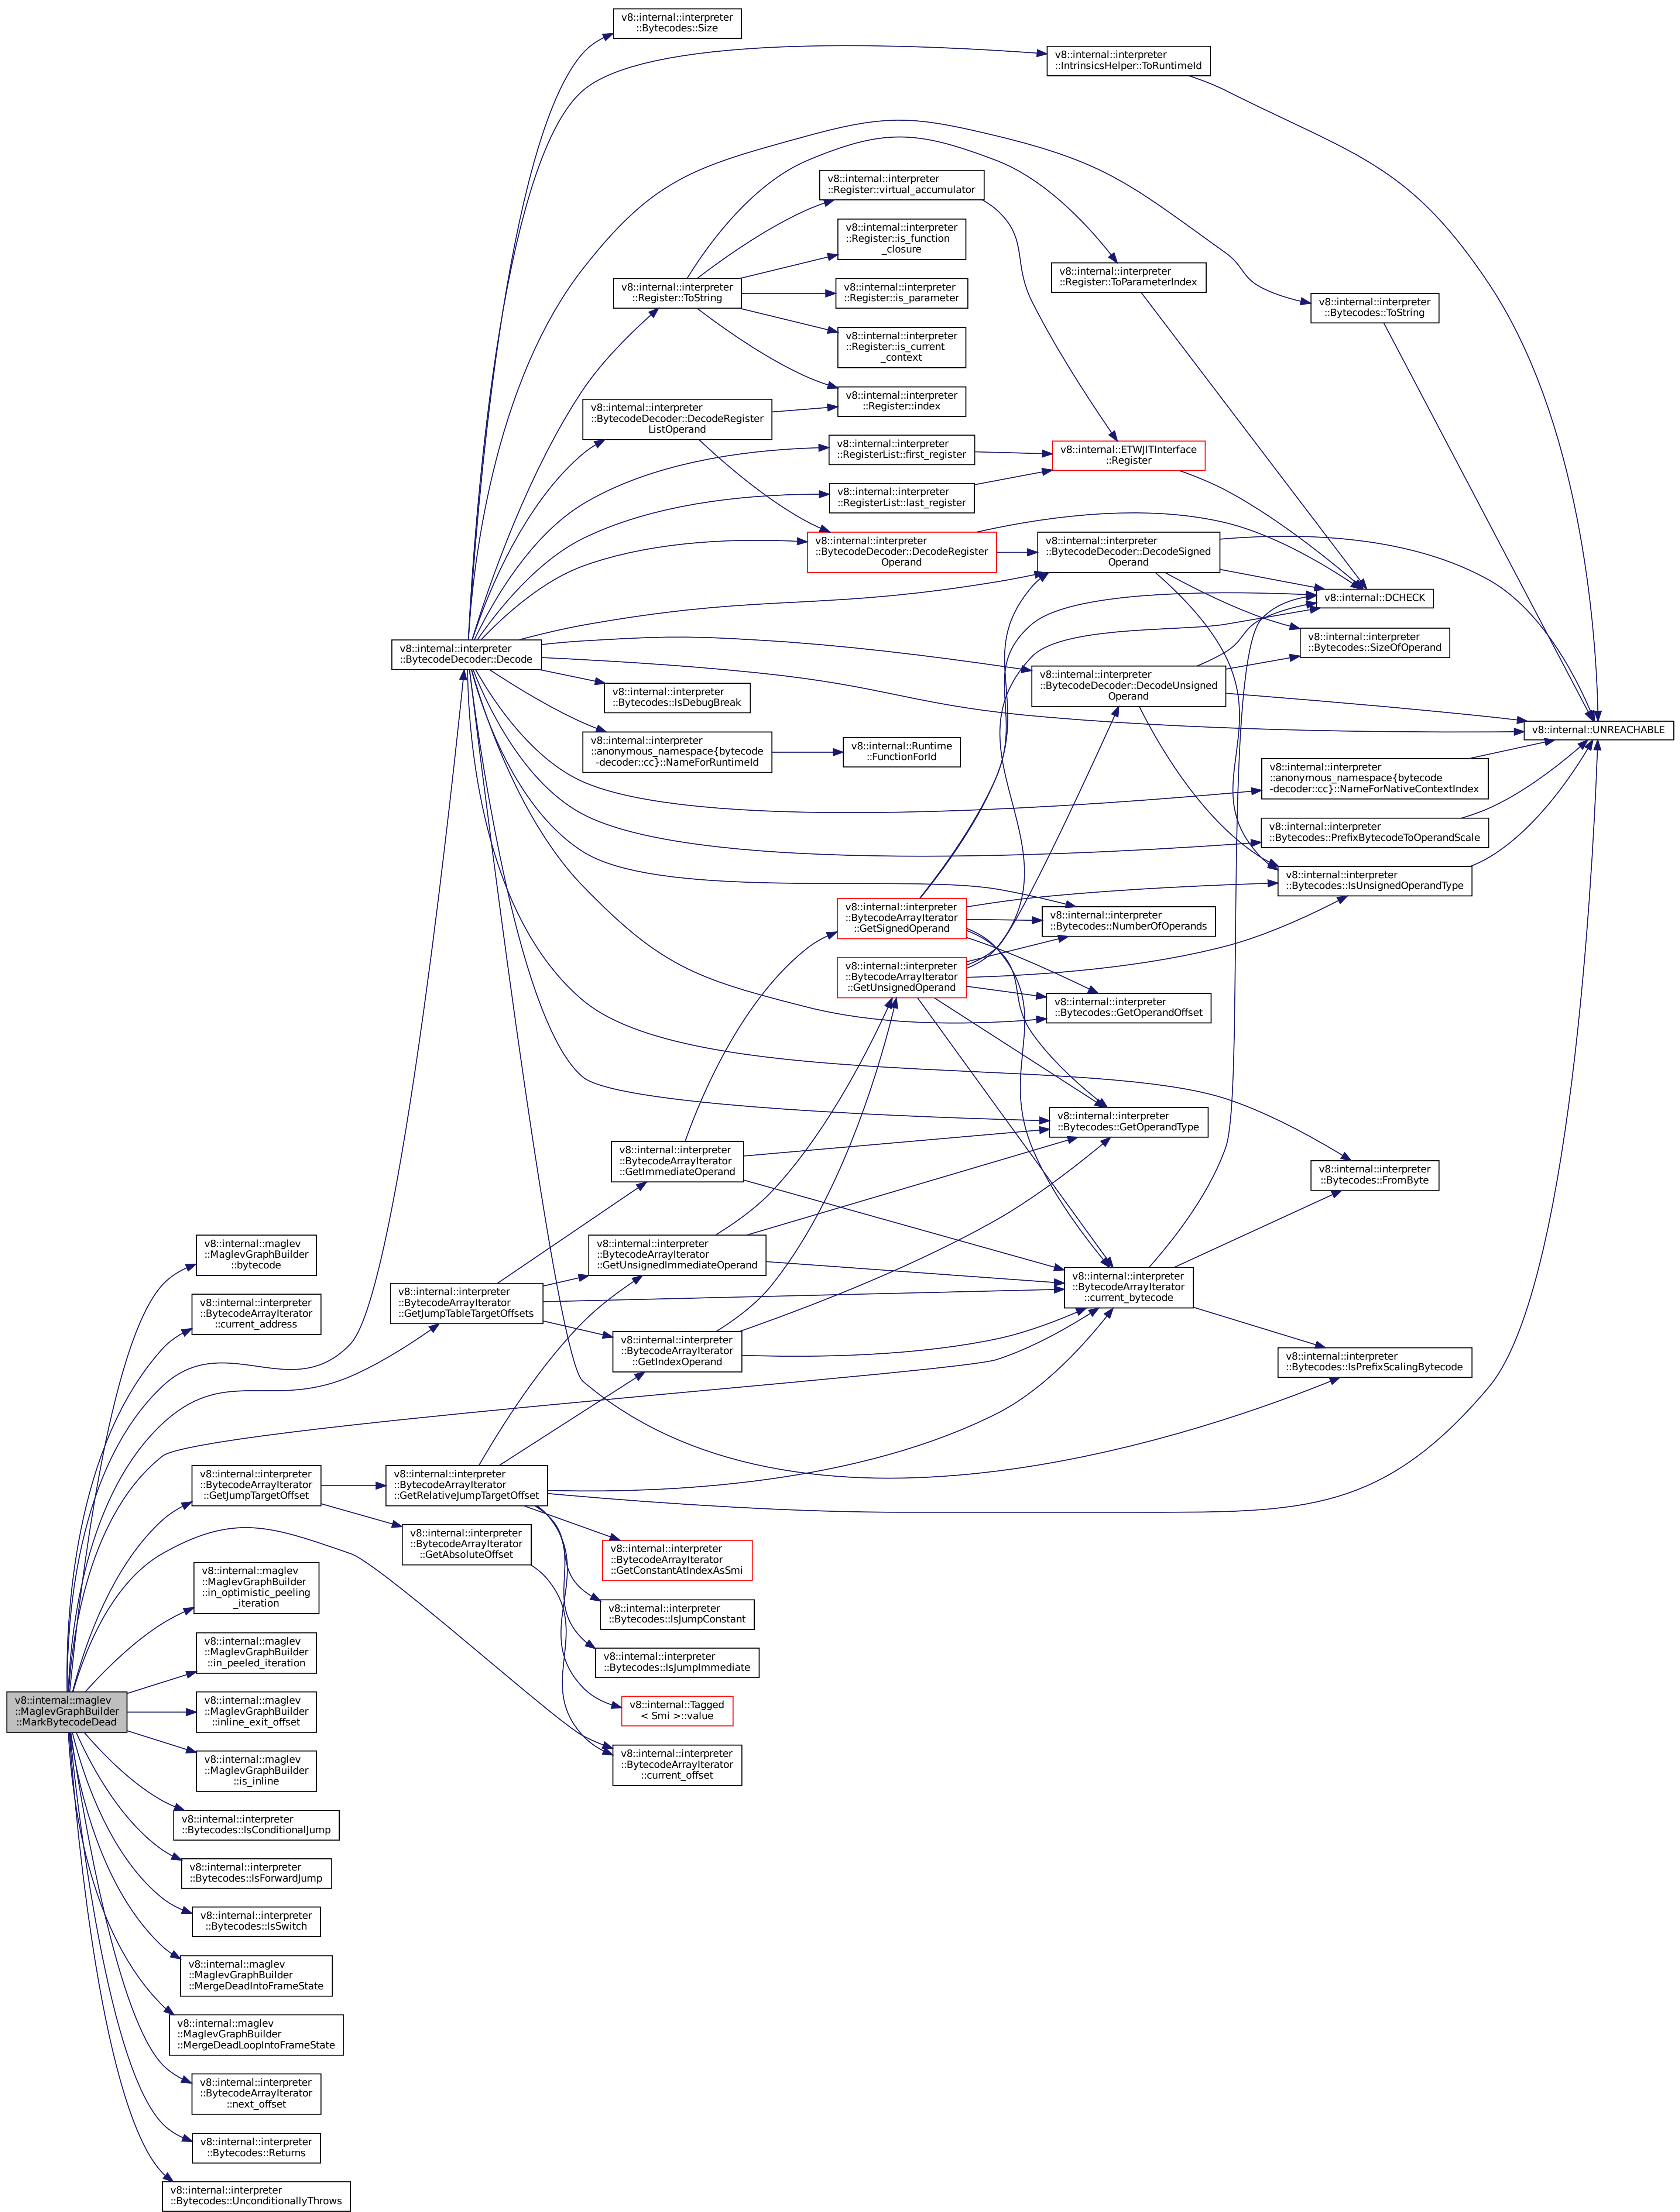 v8::internal::interpreter
::Bytecodes::Size
v8::internal::interpreter
::IntrinsicsHelper::ToRuntimeId
v8::internal::interpreter
::Register::virtual_accumulator
v8::internal::interpreter
::Register::is_function
_closure
v8::internal::interpreter
::Register::ToParameterIndex
v8::internal::interpreter
::Register::ToString
v8::internal::interpreter
::Register::is_parameter
v8::internal::interpreter
::Bytecodes::ToString
v8::internal::interpreter
::Register::is_current
_context
v8::internal::interpreter
::Register::index
v8::internal::interpreter
::BytecodeDecoder::DecodeRegister
ListOperand
v8::internal::interpreter
::RegisterList::first_register
v8::internal::ETWJITInterface
::Register
v8::internal::interpreter
::RegisterList::last_register
v8::internal::interpreter
::BytecodeDecoder::DecodeRegister
Operand
v8::internal::interpreter
::BytecodeDecoder::DecodeSigned
Operand
v8::internal::DCHECK
v8::internal::interpreter
::Bytecodes::SizeOfOperand
v8::internal::interpreter
::BytecodeDecoder::Decode
v8::internal::interpreter
::BytecodeDecoder::DecodeUnsigned
Operand
v8::internal::interpreter
::Bytecodes::IsDebugBreak
v8::internal::UNREACHABLE
v8::internal::interpreter
::anonymous_namespace{bytecode
-decoder::cc}::NameForRuntimeId
v8::internal::Runtime
::FunctionForId
v8::internal::interpreter
::anonymous_namespace{bytecode
-decoder::cc}::NameForNativeContextIndex
v8::internal::interpreter
::Bytecodes::PrefixBytecodeToOperandScale
v8::internal::interpreter
::Bytecodes::IsUnsignedOperandType
v8::internal::interpreter
::BytecodeArrayIterator
::GetSignedOperand
v8::internal::interpreter
::Bytecodes::NumberOfOperands
v8::internal::interpreter
::BytecodeArrayIterator
::GetUnsignedOperand
v8::internal::interpreter
::Bytecodes::GetOperandOffset
v8::internal::interpreter
::Bytecodes::GetOperandType
v8::internal::interpreter
::BytecodeArrayIterator
::GetImmediateOperand
v8::internal::interpreter
::Bytecodes::FromByte
v8::internal::maglev
::MaglevGraphBuilder
::bytecode
v8::internal::interpreter
::BytecodeArrayIterator
::GetUnsignedImmediateOperand
v8::internal::interpreter
::BytecodeArrayIterator
::current_bytecode
v8::internal::interpreter
::BytecodeArrayIterator
::GetJumpTableTargetOffsets
v8::internal::interpreter
::BytecodeArrayIterator
::current_address
v8::internal::interpreter
::BytecodeArrayIterator
::GetIndexOperand
v8::internal::interpreter
::Bytecodes::IsPrefixScalingBytecode
v8::internal::interpreter
::BytecodeArrayIterator
::GetJumpTargetOffset
v8::internal::interpreter
::BytecodeArrayIterator
::GetRelativeJumpTargetOffset
v8::internal::interpreter
::BytecodeArrayIterator
::GetAbsoluteOffset
v8::internal::interpreter
::BytecodeArrayIterator
::GetConstantAtIndexAsSmi
v8::internal::maglev
::MaglevGraphBuilder
::in_optimistic_peeling
_iteration
v8::internal::interpreter
::Bytecodes::IsJumpConstant
v8::internal::maglev
::MaglevGraphBuilder
::in_peeled_iteration
v8::internal::interpreter
::Bytecodes::IsJumpImmediate
v8::internal::maglev
::MaglevGraphBuilder
::MarkBytecodeDead
v8::internal::maglev
::MaglevGraphBuilder
::inline_exit_offset
v8::internal::Tagged
< Smi >::value
v8::internal::maglev
::MaglevGraphBuilder
::is_inline
v8::internal::interpreter
::BytecodeArrayIterator
::current_offset
v8::internal::interpreter
::Bytecodes::IsConditionalJump
v8::internal::interpreter
::Bytecodes::IsForwardJump
v8::internal::interpreter
::Bytecodes::IsSwitch
v8::internal::maglev
::MaglevGraphBuilder
::MergeDeadIntoFrameState
v8::internal::maglev
::MaglevGraphBuilder
::MergeDeadLoopIntoFrameState
v8::internal::interpreter
::BytecodeArrayIterator
::next_offset
v8::internal::interpreter
::Bytecodes::Returns
v8::internal::interpreter
::Bytecodes::UnconditionallyThrows